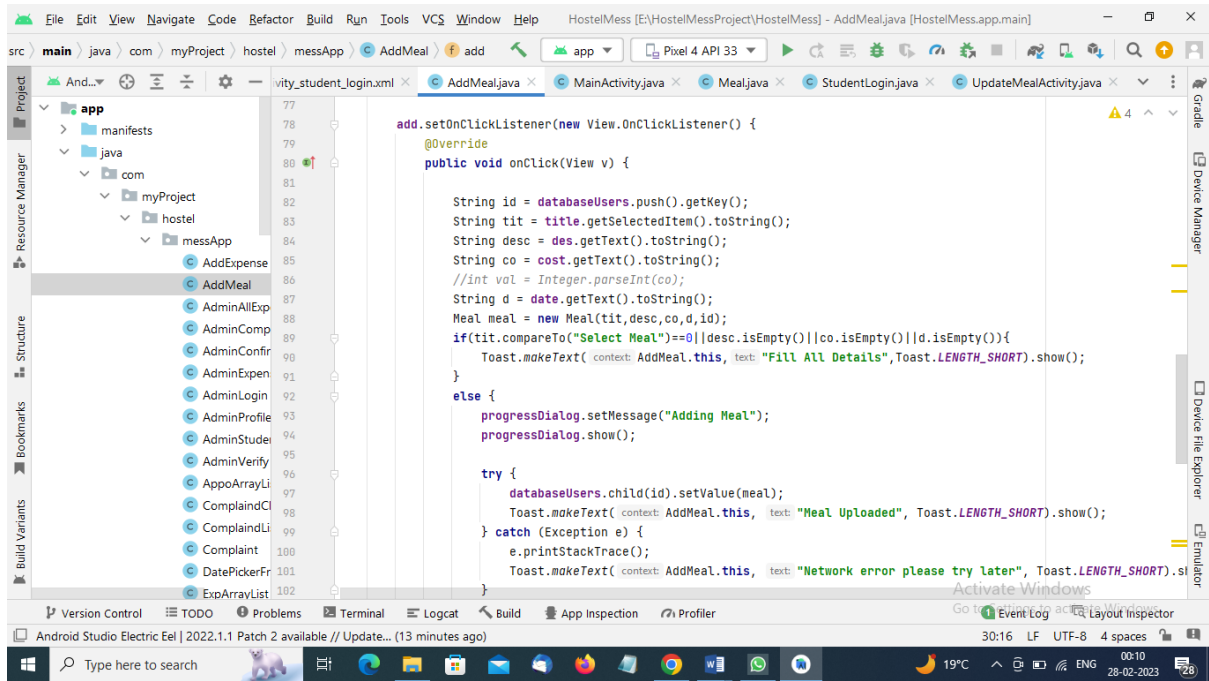 File Edit View Navigate Code Refactor Build Run Tools VCS Window Help HostelMess [E:\HostelMessProject\HostelMess] - AddMeal.java [HostelMess.app.main]
src main java com myProject hostel messApp C AddMeal f add app Pixel 4 API 33
And... ivity_student_login.xml AddMeal.java MainActivity.java Meal.java StudentLogin.java UpdateMealActivity.java
Project
Resource Manager
Structure
Bookmarks
Build Variants
app
manifests
java
com
myProject
hostel
messApp
AddExpense
AddMeal
AdminAllExp
AdminComp
AdminConfir
AdminExpen
AdminLogin
AdminProfile
AdminStude
AdminVerify
AppoArrayLi
ComplaindCl
ComplaindLi
Complaint
DatePickerFr
ExpArrayList
4
77
78 add.setOnClickListener(new View.OnClickListener() {
79 @Override
80 public void onClick(View v) {
81
82 String id = databaseUsers.push().getKey();
83 String tit = title.getSelectedItem().toString();
84 String desc = des.getText().toString();
85 String co = cost.getText().toString();
86 //int val = Integer.parseInt(co);
87 String d = date.getText().toString();
88 Meal meal = new Meal(tit,desc,co,d,id);
89 if(tit.compareTo("Select Meal")==0||desc.isEmpty()||co.isEmpty()||d.isEmpty()){
90 Toast.makeText( context: AddMeal.this, text: "Fill All Details",Toast.LENGTH_SHORT).show();
91 }
92 else {
93 progressDialog.setMessage("Adding Meal");
94 progressDialog.show();
95
96 try {
97 databaseUsers.child(id).setValue(meal);
98 Toast.makeText( context: AddMeal.this, text: "Meal Uploaded", Toast.LENGTH_SHORT).show();
99 } catch (Exception e) {
100 e.printStackTrace();
101 Toast.makeText( context: AddMeal.this, text: "Network error please try later", Toast.LENGTH_SHORT).sh
102 }
Gradle
Device Manager
Device File Explorer
Emulator
Activate Windows
Go to Settings to activate Windows.
Version Control TODO Problems Terminal Logcat Build App Inspection Profiler 1 Event Log Layout Inspector
Android Studio Electric Eel | 2022.1.1 Patch 2 available // Update... (13 minutes ago) 30:16 LF UTF-8 4 spaces
Type here to search 19°C ENG 00:10
28-02-2023 28